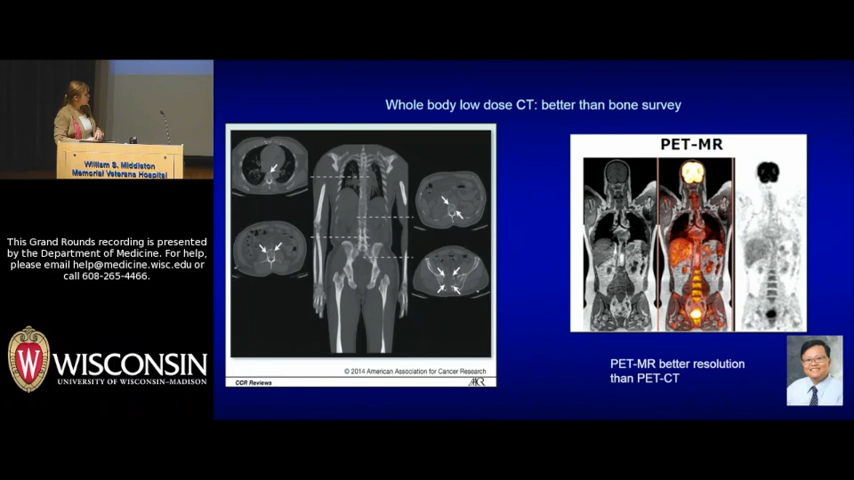 Whole body low dose CT: better than bone survey
PET-MR
William S. Middleton
Memorial Veterans Hospital
This Grand Rounds recording is presented
by the Department of Medicine. For help,
please email help@medicine.wisc.edu or
call 608-265-4466.
W WISCONSIN
UNIVERSITY OF WISCONSIN–MADISON
© 2014 American Association for Cancer Research
CCR Reviews
AACR
PET-MR better resolution
than PET-CT